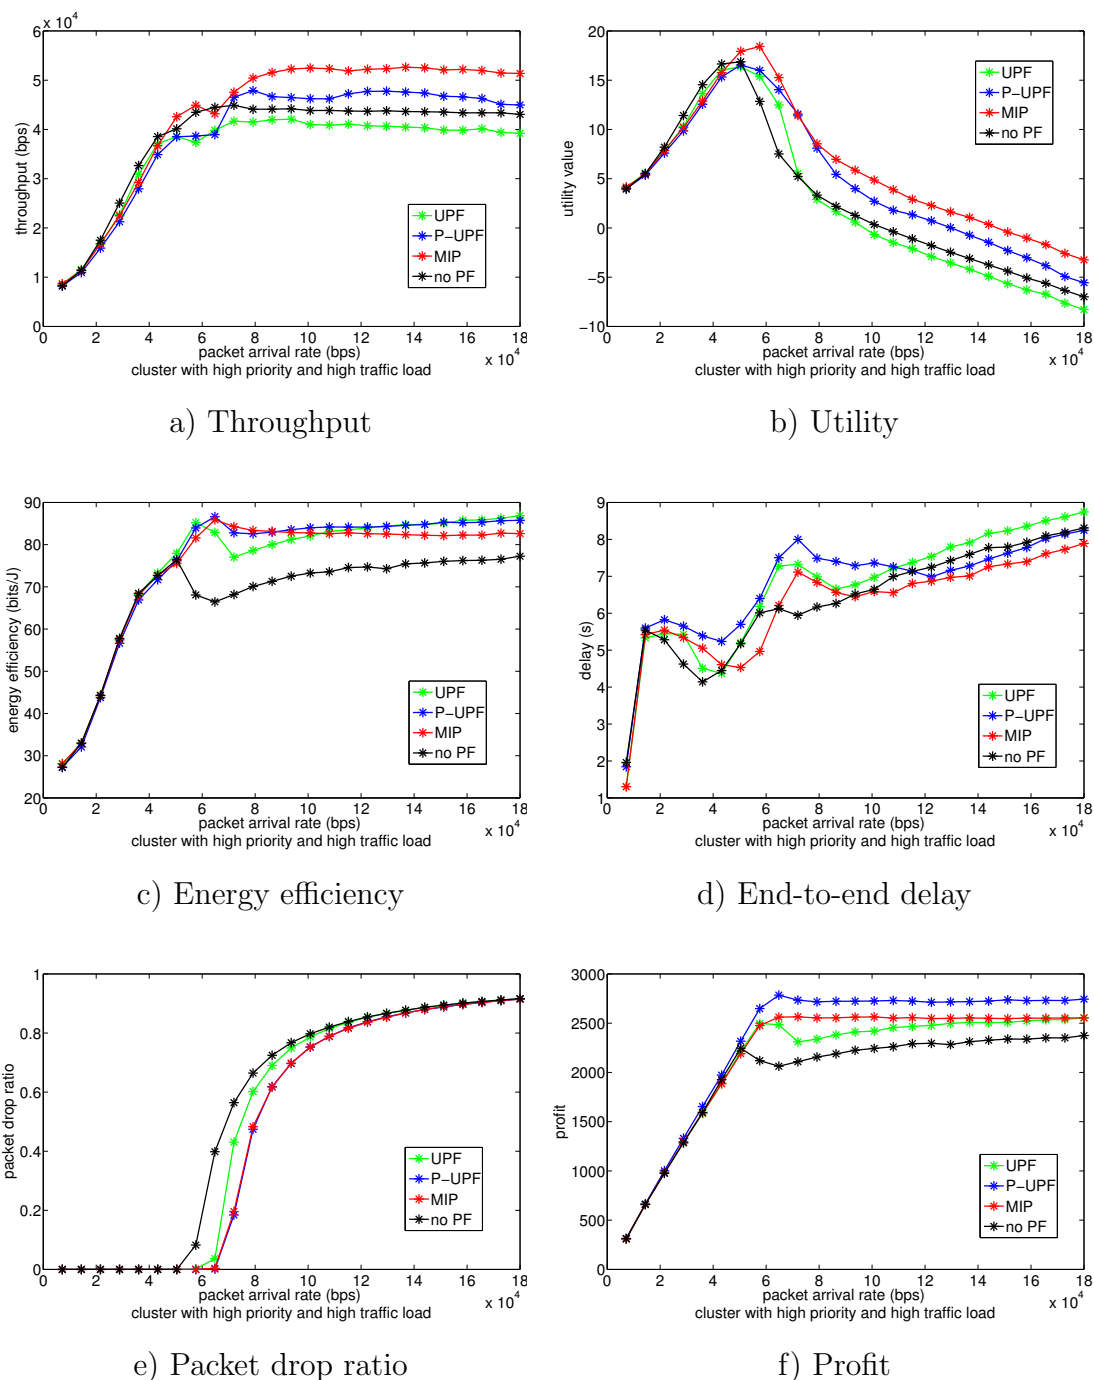 x 10^4
6
5
4
3
2
1
0
throughput (bps)
UPF
P-UPF
MIP
no PF
0 2 4 6 8 10 12 14 16 18
packet arrival rate (bps)
x 10^4
cluster with high priority and high traffic load
a) Throughput
20
15
10
5
0
−5
−10
utility value
UPF
P-UPF
MIP
no PF
0 2 4 6 8 10 12 14 16 18
packet arrival rate (bps)
x 10^4
cluster with high priority and high traffic load
b) Utility
90
80
70
60
50
40
30
20
energy efficiency (bits/J)
UPF
P-UPF
MIP
no PF
0 2 4 6 8 10 12 14 16 18
packet arrival rate (bps)
x 10^4
cluster with high priority and high traffic load
c) Energy efficiency
9
8
7
6
5
4
3
2
1
delay (s)
UPF
P-UPF
MIP
no PF
0 2 4 6 8 10 12 14 16 18
packet arrival rate (bps)
x 10^4
cluster with high priority and high traffic load
d) End-to-end delay
1
0.8
0.6
0.4
0.2
0
packet drop ratio
UPF
P-UPF
MIP
no PF
0 2 4 6 8 10 12 14 16 18
packet arrival rate (bps)
x 10^4
cluster with high priority and high traffic load
e) Packet drop ratio
3000
2500
2000
1500
1000
500
0
profit
UPF
P-UPF
MIP
no PF
0 2 4 6 8 10 12 14 16 18
packet arrival rate (bps)
x 10^4
cluster with high priority and high traffic load
f) Profit